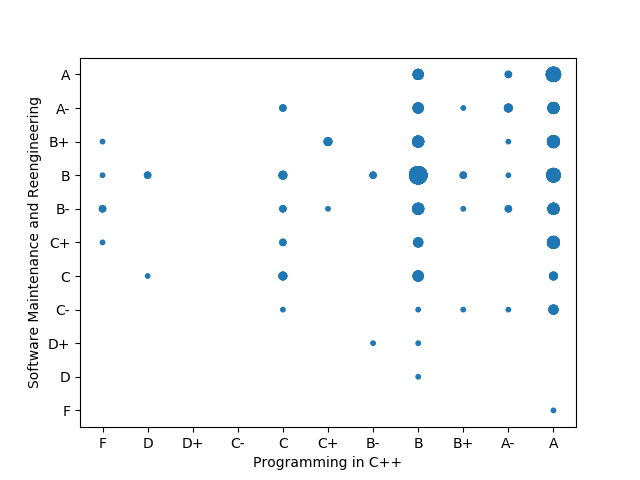 Software Maintenance and Reengineering
A
A-
B+
B
B-
C+
C
C-
D+
D
F
F D D+ C- C C+ B- B B+ A- A
Programming in C++